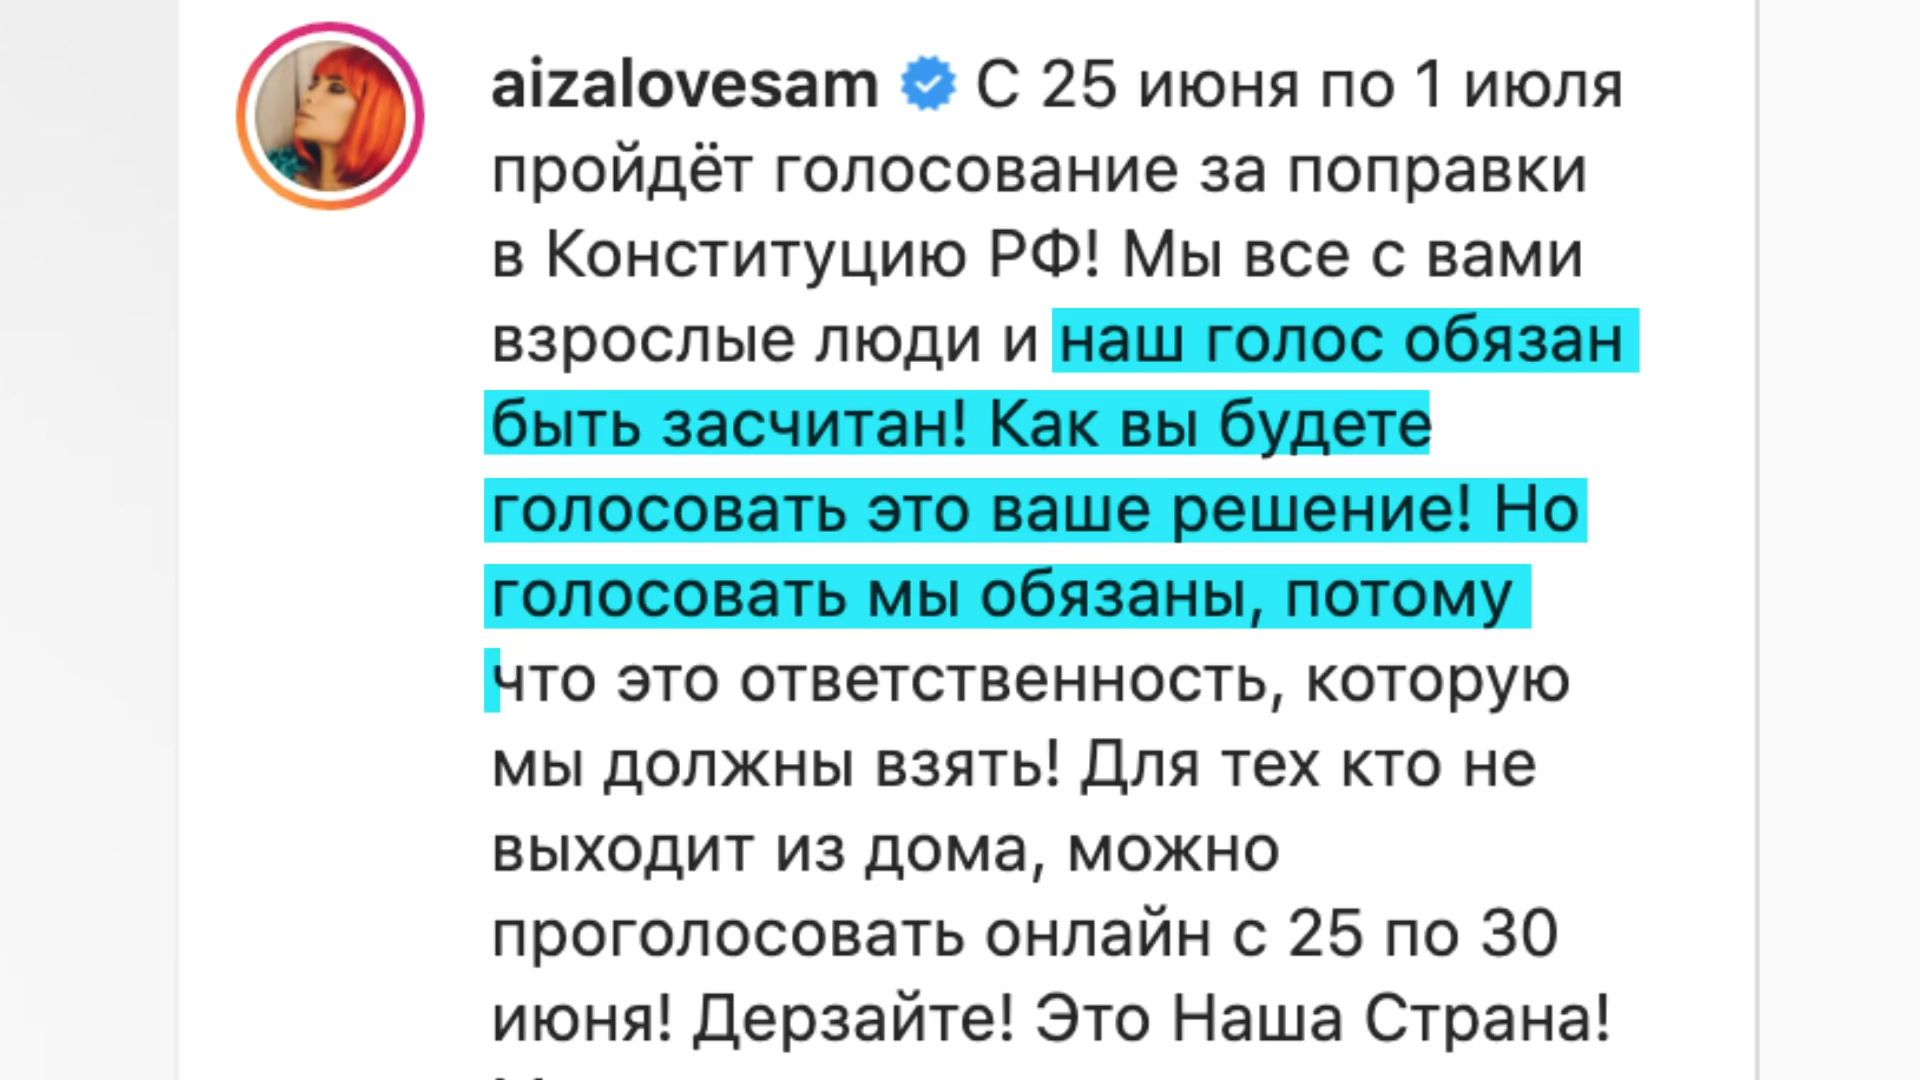 aizalovesam С 25 июня по 1 июля
пройдёт голосование за поправки
в Конституцию РФ! Мы все с вами
взрослые люди и наш голос обязан
быть засчитан! Как вы будете
голосовать это ваше решение! Но
голосовать мы обязаны, потому
что это ответственность, которую
мы должны взять! Для тех кто не
выходит из дома, можно
проголосовать онлайн с 25 по 30
июня! Дерзайте! Это Наша Страна!